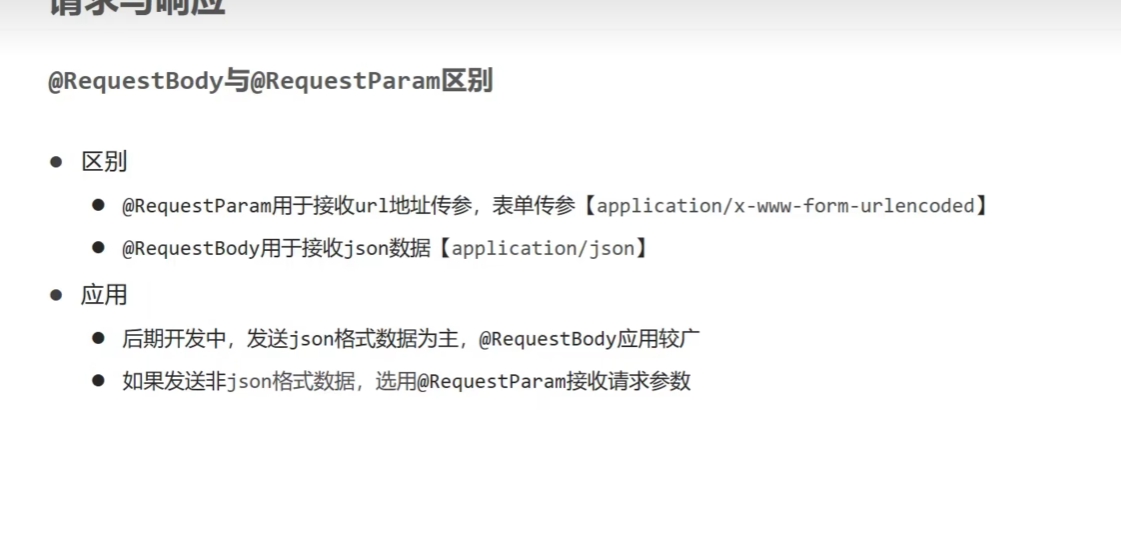 请求与响应
@RequestBody与@RequestParam区别
● 区别
● @RequestParam用于接收url地址传参，表单传参【application/x-www-form-urlencoded】
● @RequestBody用于接收json数据【application/json】
● 应用
● 后期开发中，发送json格式数据为主，@RequestBody应用较广
● 如果发送非json格式数据，选用@RequestParam接收请求参数